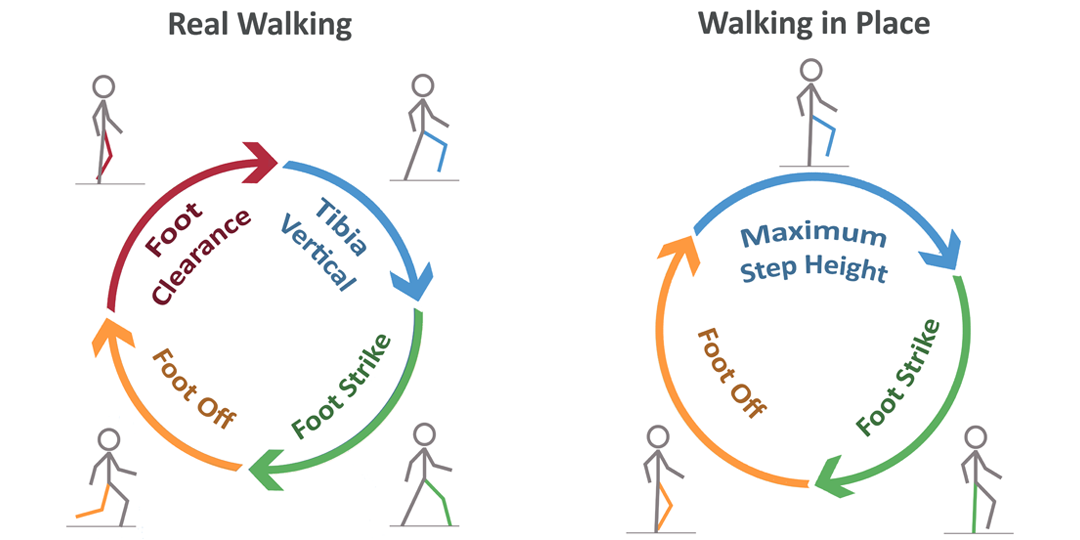 Real Walking
Foot
Clearance
Tibia
Vertical
Foot Off
Foot Strike
Walking in Place
Maximum
Step Height
Foot Off
Foot Strike